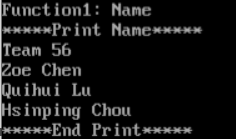 Function1: Name
*****Print Name*****
Team 56
Zoe Chen
Quihui Lu
Hsinping Chou
*****End Print*****